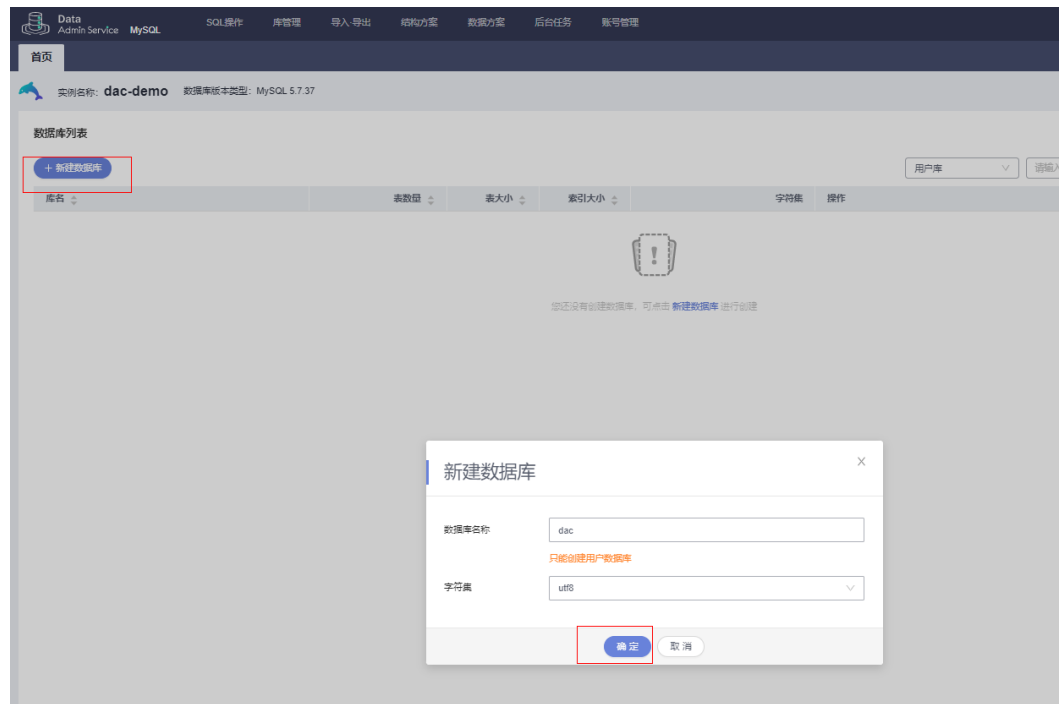 Data
Admin Service MySQL
SQL操作 库管理 导入·导出 结构方案 数据方案 后台任务 账号管理
首页
实例名称: dac-demo 数据库版本类型: MySQL 5.7.37
数据库列表
+ 新建数据库
用户库
请输入
库名 表数量 表大小 索引大小 字符集 操作
您还没有创建数据库，可点击 新建数据库 进行创建
新建数据库
数据库名称 dac
只能创建用户数据库
字符集 utf8
确定 取消